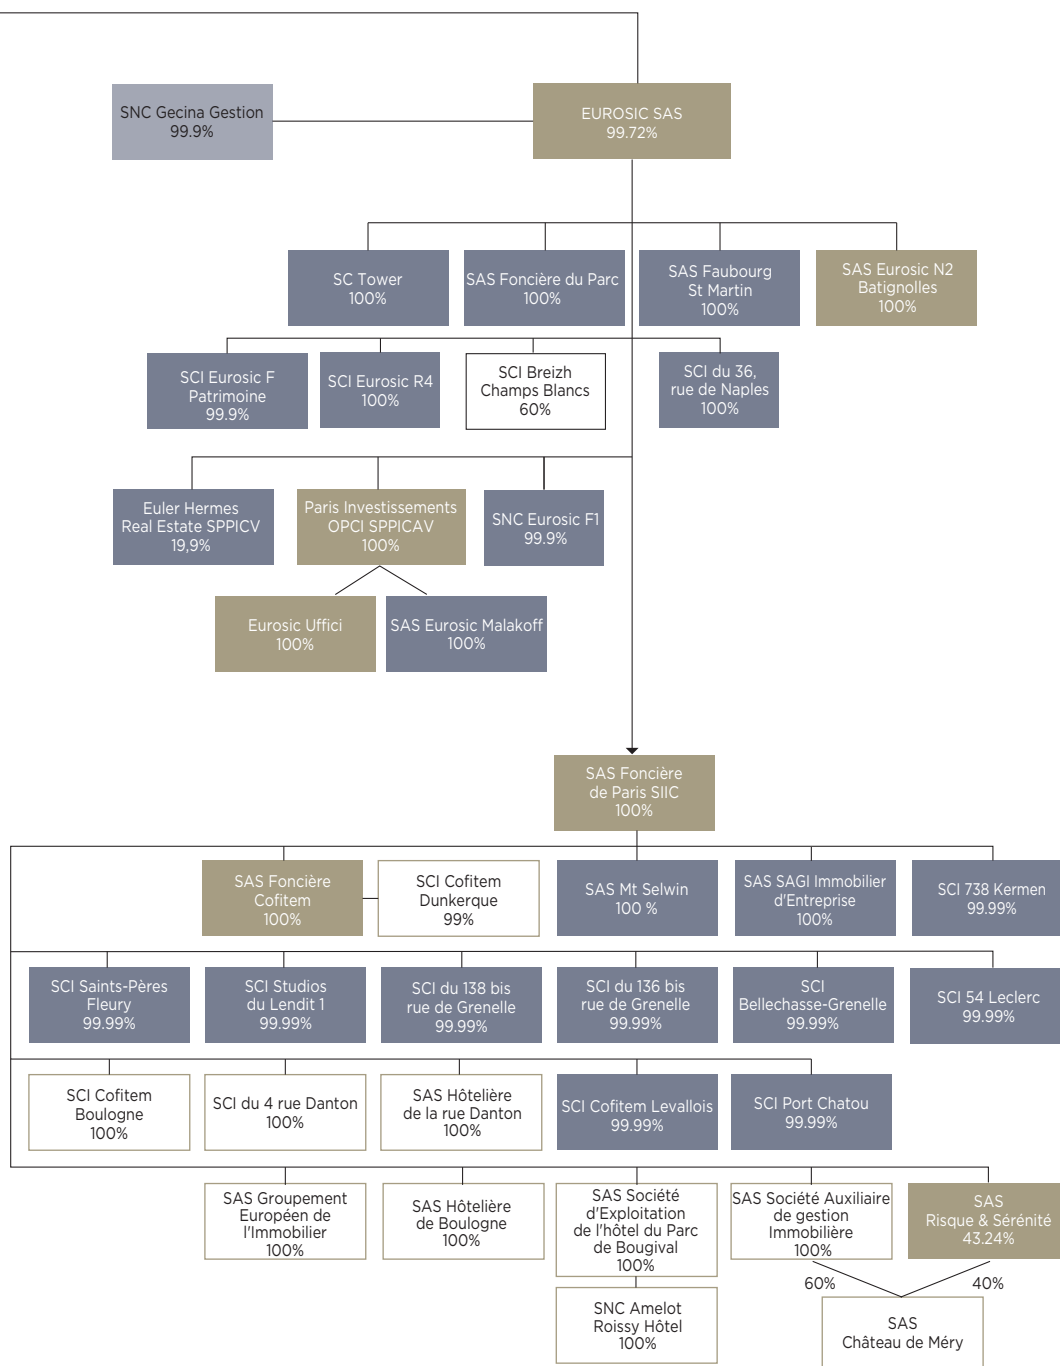 SNC Gecina Gestion
99.9%
EUROSIC SAS
99.72%
SC Tower
100%
SAS Foncière du Parc
100%
SAS Faubourg
St Martin
100%
SAS Eurosic N2
Batignolles
100%
SCI Eurosic F
Patrimoine
99.9%
SCI Eurosic R4
100%
SCI Breizh
Champs Blancs
60%
SCI du 36,
rue de Naples
100%
Euler Hermes
Real Estate SPPICV
19,9%
Paris Investissements
OPCI SPPICAV
100%
SNC Eurosic F1
99.9%
Eurosic Uffici
100%
SAS Eurosic Malakoff
100%
SAS Foncière
de Paris SIIC
100%
SAS Foncière
Cofitem
100%
SCI Cofitem
Dunkerque
99%
SAS Mt Selwin
100 %
SAS SAGI Immobilier
d'Entreprise
100%
SCI 738 Kermen
99.99%
SCI Saints-Pères
Fleury
99.99%
SCI Studios
du Lendit 1
99.99%
SCI du 138 bis
rue de Grenelle
99.99%
SCI du 136 bis
rue de Grenelle
99.99%
SCI
Bellechasse-Grenelle
99.99%
SCI 54 Leclerc
99.99%
SCI Cofitem
Boulogne
100%
SCI du 4 rue Danton
100%
SAS Hôtelière
de la rue Danton
100%
SCI Cofitem Levallois
99.99%
SCI Port Chatou
99.99%
SAS Groupement
Européen de
l'Immobilier
100%
SAS Hôtelière
de Boulogne
100%
SAS Société
d'Exploitation
de l'hôtel du Parc
de Bougival
100%
SAS Société Auxiliaire
de gestion
Immobilière
100%
SAS
Risque & Sérénité
43.24%
60%
40%
SNC Amelot
Roissy Hôtel
100%
SAS
Château de Méry